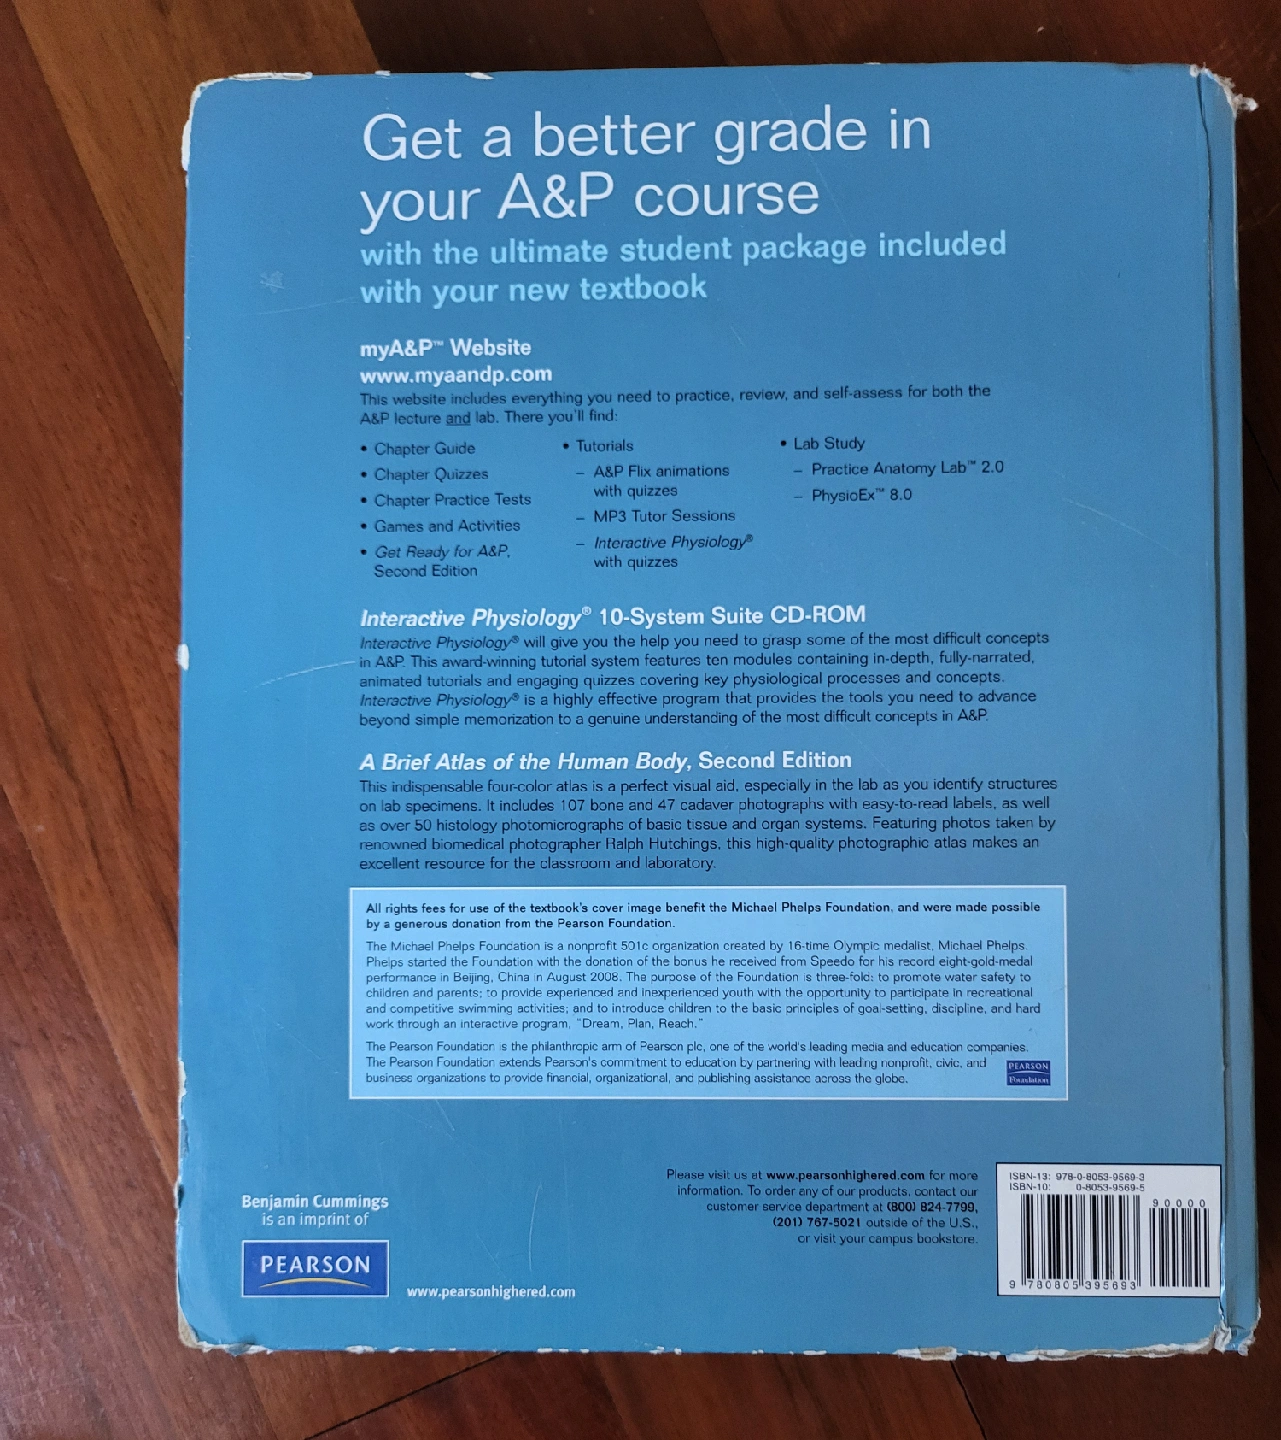 Get a better grade in
your A&P course
with the ultimate student package included
with your new textbook
myA&P™ Website
www.myaandp.com
This website includes everything you need to practice, review, and self-assess for both the
A&P lecture and lab. There you'll find:
• Chapter Guide
• Chapter Quizzes
• Chapter Practice Tests
• Games and Activities
• Get Ready for A&P,
Second Edition
• Tutorials
– A&P Flix animations
with quizzes
– MP3 Tutor Sessions
– Interactive Physiology®
with quizzes
• Lab Study
– Practice Anatomy Lab™ 2.0
– PhysioEx™ 8.0
Interactive Physiology® 10-System Suite CD-ROM
Interactive Physiology® will give you the help you need to grasp some of the most difficult concepts
in A&P. This award-winning tutorial system features ten modules containing in-depth, fully-narrated,
animated tutorials and engaging quizzes covering key physiological processes and concepts.
Interactive Physiology® is a highly effective program that provides the tools you need to advance
beyond simple memorization to a genuine understanding of the most difficult concepts in A&P.
A Brief Atlas of the Human Body, Second Edition
This indispensable four-color atlas is a perfect visual aid, especially in the lab as you identify structures
on lab specimens. It includes 107 bone and 47 cadaver photographs with easy-to-read labels, as well
as over 50 histology photomicrographs of basic tissue and organ systems. Featuring photos taken by
renowned biomedical photographer Ralph Hutchings, this high-quality photographic atlas makes an
excellent resource for the classroom and laboratory.
All rights fees for use of the textbook's cover image benefit the Michael Phelps Foundation, and were made possible
by a generous donation from the Pearson Foundation.
The Michael Phelps Foundation is a nonprofit 501c organization created by 16-time Olympic medalist, Michael Phelps.
Phelps started the Foundation with the donation of the bonus he received from Speedo for his record eight-gold-medal
performance in Beijing, China in August 2008. The purpose of the Foundation is three-fold: to promote water safety to
children and parents; to provide experienced and inexperienced youth with the opportunity to participate in recreational
and competitive swimming activities; and to introduce children to the basic principles of goal-setting, discipline, and hard
work through an interactive program, "Dream, Plan, Reach."
The Pearson Foundation is the philanthropic arm of Pearson plc, one of the world's leading media and education companies.
The Pearson Foundation extends Pearson's commitment to education by partnering with leading nonprofit, civic, and
business organizations to provide financial, organizational, and publishing assistance across the globe.
PEARSON
Foundation
Benjamin Cummings
is an imprint of
PEARSON
www.pearsonhighered.com
Please visit us at www.pearsonhighered.com for more
information. To order any of our products, contact our
customer service department at (800) 824-7799,
(201) 767-5021 outside of the U.S.,
or visit your campus bookstore.
ISBN-13: 978-0-8053-9569-3
ISBN-10: 0-8053-9569-5
90000
9 780805 395693